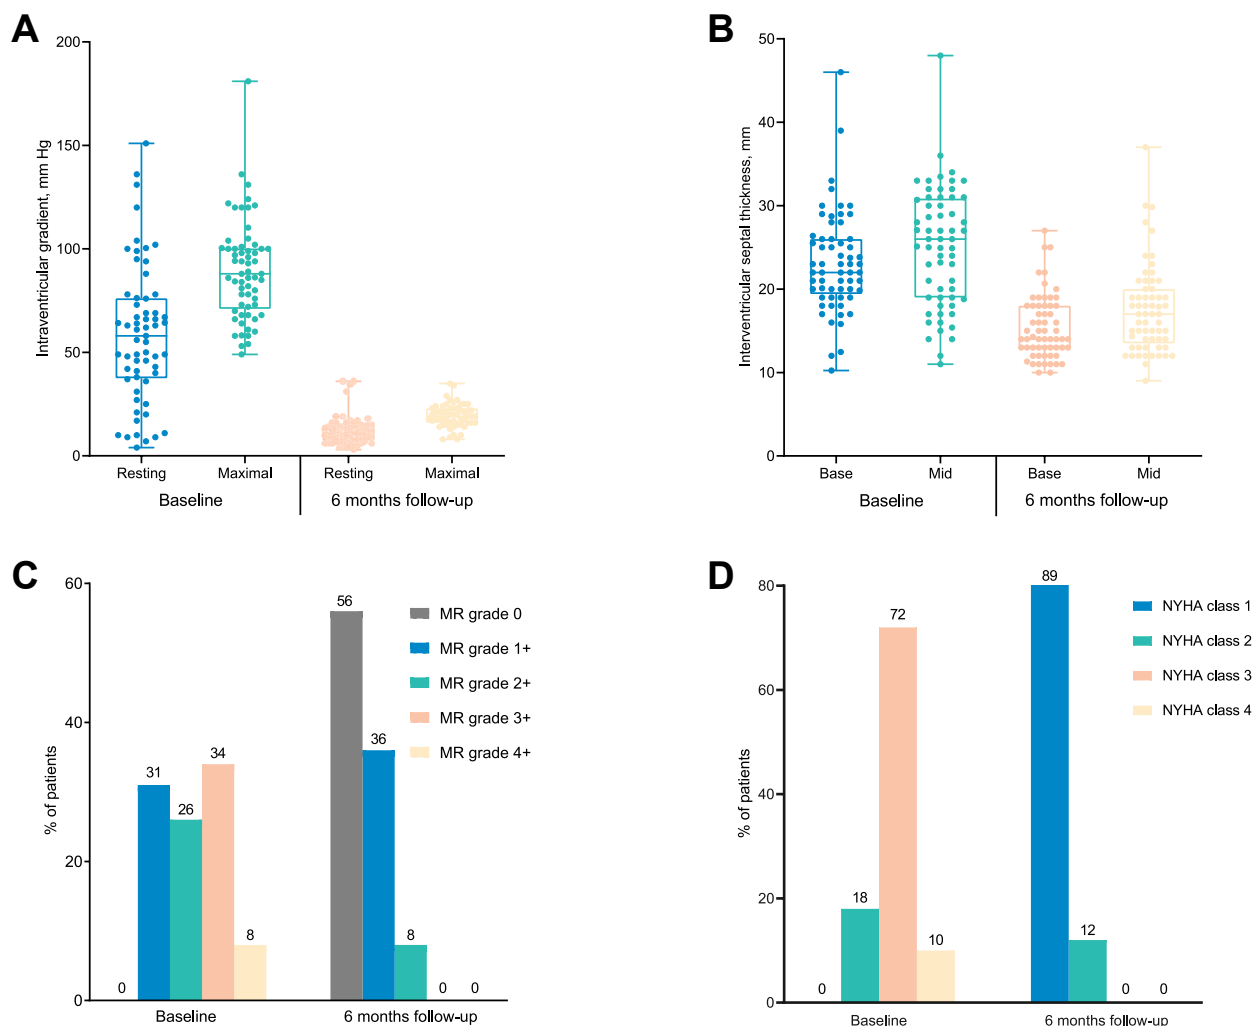 A
Intraventricular gradient, mm Hg
200
150
100
50
0
Resting
Maximal
Resting
Maximal
Baseline
6 months follow-up
B
Interventricular septal thickness, mm
50
40
30
20
10
0
Base
Mid
Base
Mid
Baseline
6 months follow-up
C
% of patients
60
40
20
0
0
31
26
34
8
56
36
8
0
0
MR grade 0
MR grade 1+
MR grade 2+
MR grade 3+
MR grade 4+
Baseline
6 months follow-up
D
% of patients
80
60
40
20
0
0
18
72
10
89
12
0
0
NYHA class 1
NYHA class 2
NYHA class 3
NYHA class 4
Baseline
6 months follow-up